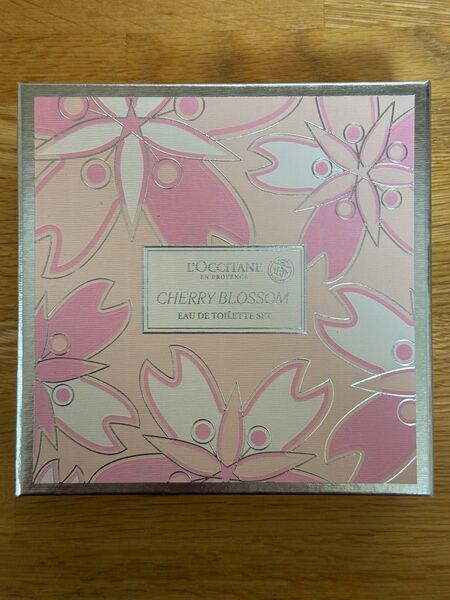 L'OCCITANE
EN PROVENCE
CHERRY BLOSSOM
EAU DE TOILETTE SET